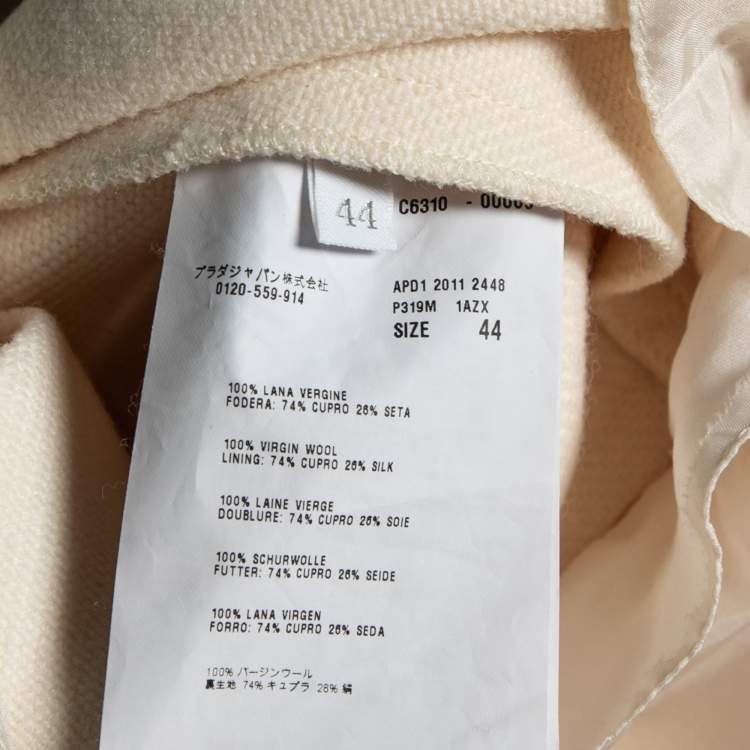 44
C6310 - 00005
プラダジャパン株式会社
0120-559-914
APD1 2011 2448
P319M 1AZX
SIZE 44
100% LANA VERGINE
FODERA: 74% CUPRO 26% SETA
100% VIRGIN WOOL
LINING: 74% CUPRO 26% SILK
100% LAINE VIERGE
DOUBLURE: 74% CUPRO 26% SOIE
100% SCHURWOLLE
FUTTER: 74% CUPRO 26% SEIDE
100% LANA VIRGEN
FORRO: 74% CUPRO 26% SEDA
100% バージンウール
裏生地 74% キュプラ 26% 絹